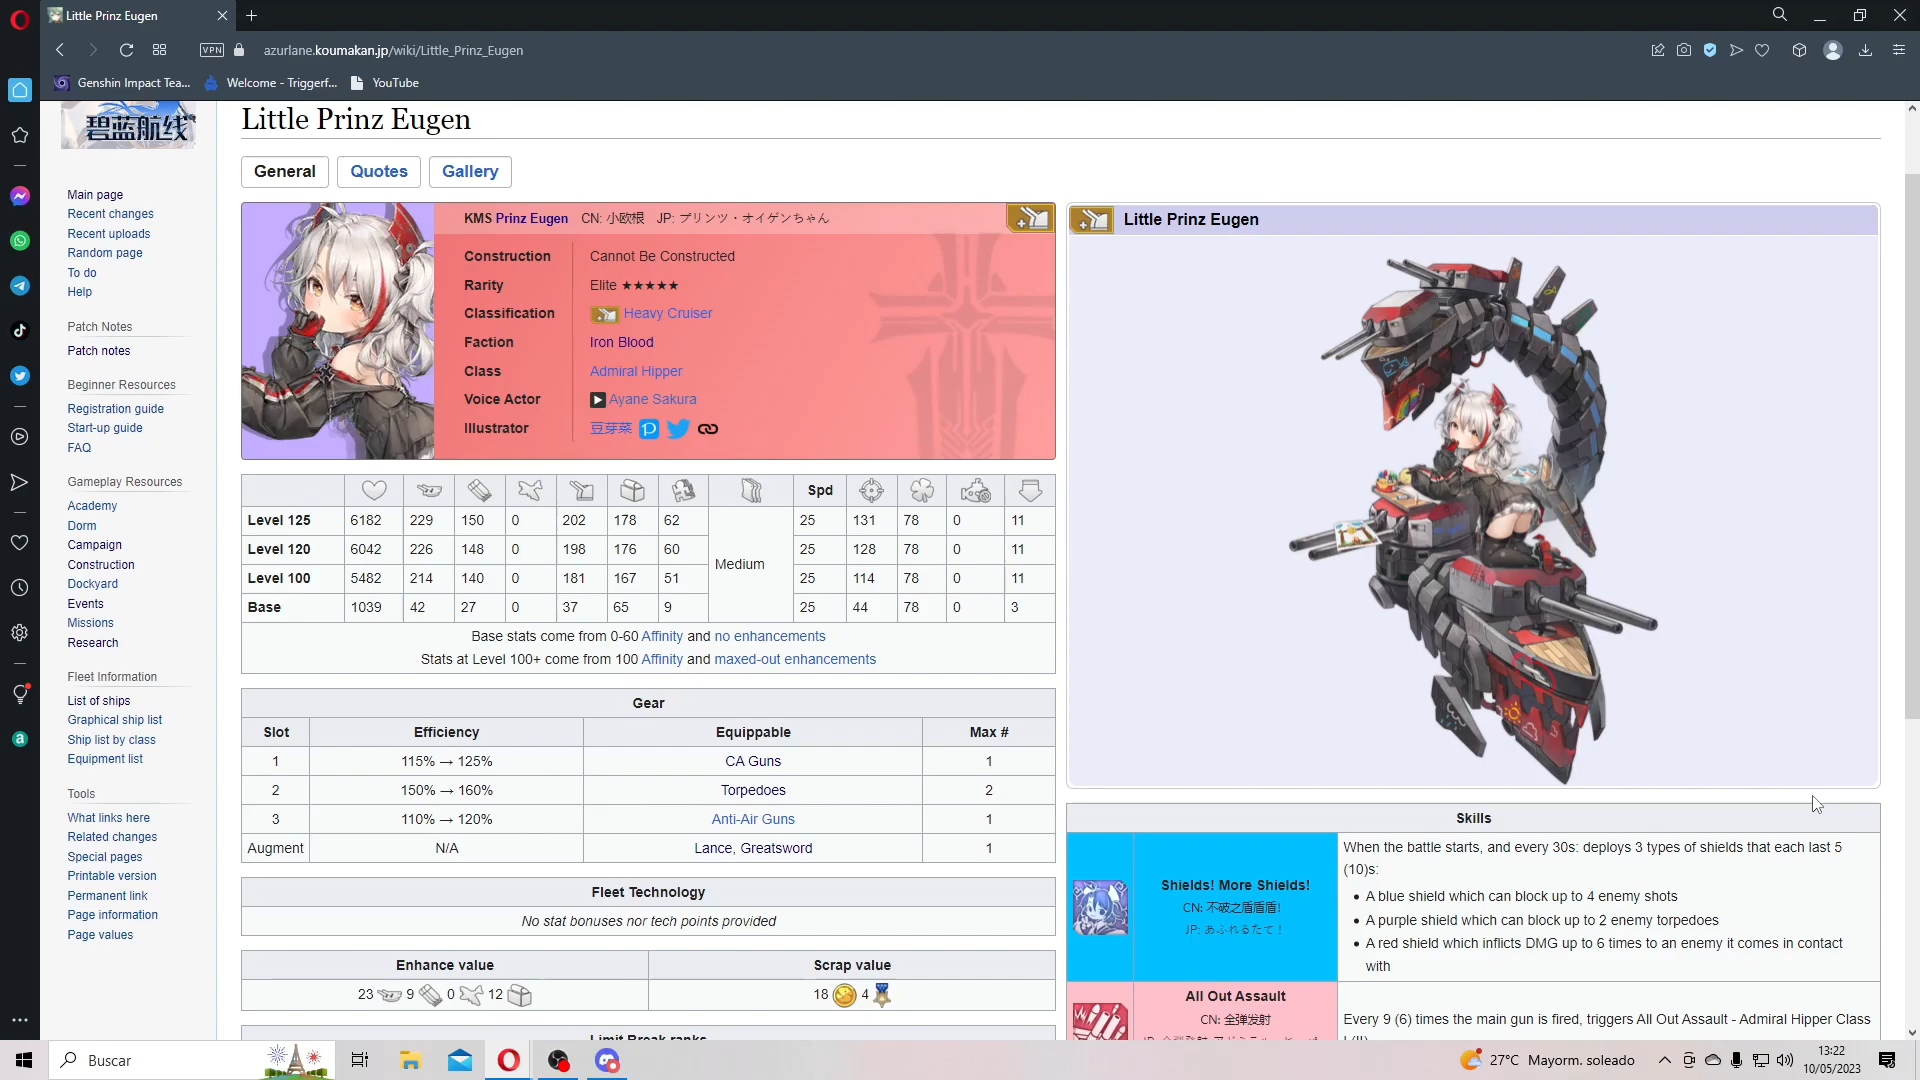 Little Prinz Eugen
VPN
azurlane.koumakan.jp/wiki/Little_Prinz_Eugen
Genshin Impact Tea...
Welcome - Triggerf...
YouTube
碧蓝航线
Main page
Recent changes
Recent uploads
Random page
To do
Help
Patch Notes
Patch notes
Beginner Resources
Registration guide
Start-up guide
FAQ
Gameplay Resources
Academy
Dorm
Campaign
Construction
Dockyard
Events
Missions
Research
Fleet Information
List of ships
Graphical ship list
Ship list by class
Equipment list
Tools
What links here
Related changes
Special pages
Printable version
Permanent link
Page information
Page values
Little Prinz Eugen
General Quotes Gallery
KMS Prinz Eugen CN: 小欧根 JP: プリンツ・オイゲンちゃん
Construction Cannot Be Constructed
Rarity Elite ★★★★★
Classification Heavy Cruiser
Faction Iron Blood
Class Admiral Hipper
Voice Actor Ayane Sakura
Illustrator 豆芽菜
Spd
Level 125 6182 229 150 0 202 178 62 Medium 25 131 78 0 11
Level 120 6042 226 148 0 198 176 60 25 128 78 0 11
Level 100 5482 214 140 0 181 167 51 25 114 78 0 11
Base 1039 42 27 0 37 65 9 25 44 78 0 3
Base stats come from 0-60 Affinity and no enhancements
Stats at Level 100+ come from 100 Affinity and maxed-out enhancements
Gear
Slot Efficiency Equippable Max #
1 115% → 125% CA Guns 1
2 150% → 160% Torpedoes 2
3 110% → 120% Anti-Air Guns 1
Augment N/A Lance, Greatsword 1
Fleet Technology
No stat bonuses nor tech points provided
Enhance value Scrap value
23 9 0 12 18 4
Limit Break ranks
Little Prinz Eugen
Skills
Shields! More Shields!
CN: 不破之盾盾盾!
JP: あふれるたて！
When the battle starts, and every 30s: deploys 3 types of shields that each last 5
(10)s:
• A blue shield which can block up to 4 enemy shots
• A purple shield which can block up to 2 enemy torpedoes
• A red shield which inflicts DMG up to 6 times to an enemy it comes in contact
with
All Out Assault
CN: 全弹发射
Every 9 (6) times the main gun is fired, triggers All Out Assault - Admiral Hipper Class
I (II)
Buscar
27°C Mayorm. soleado
13:22
10/05/2023